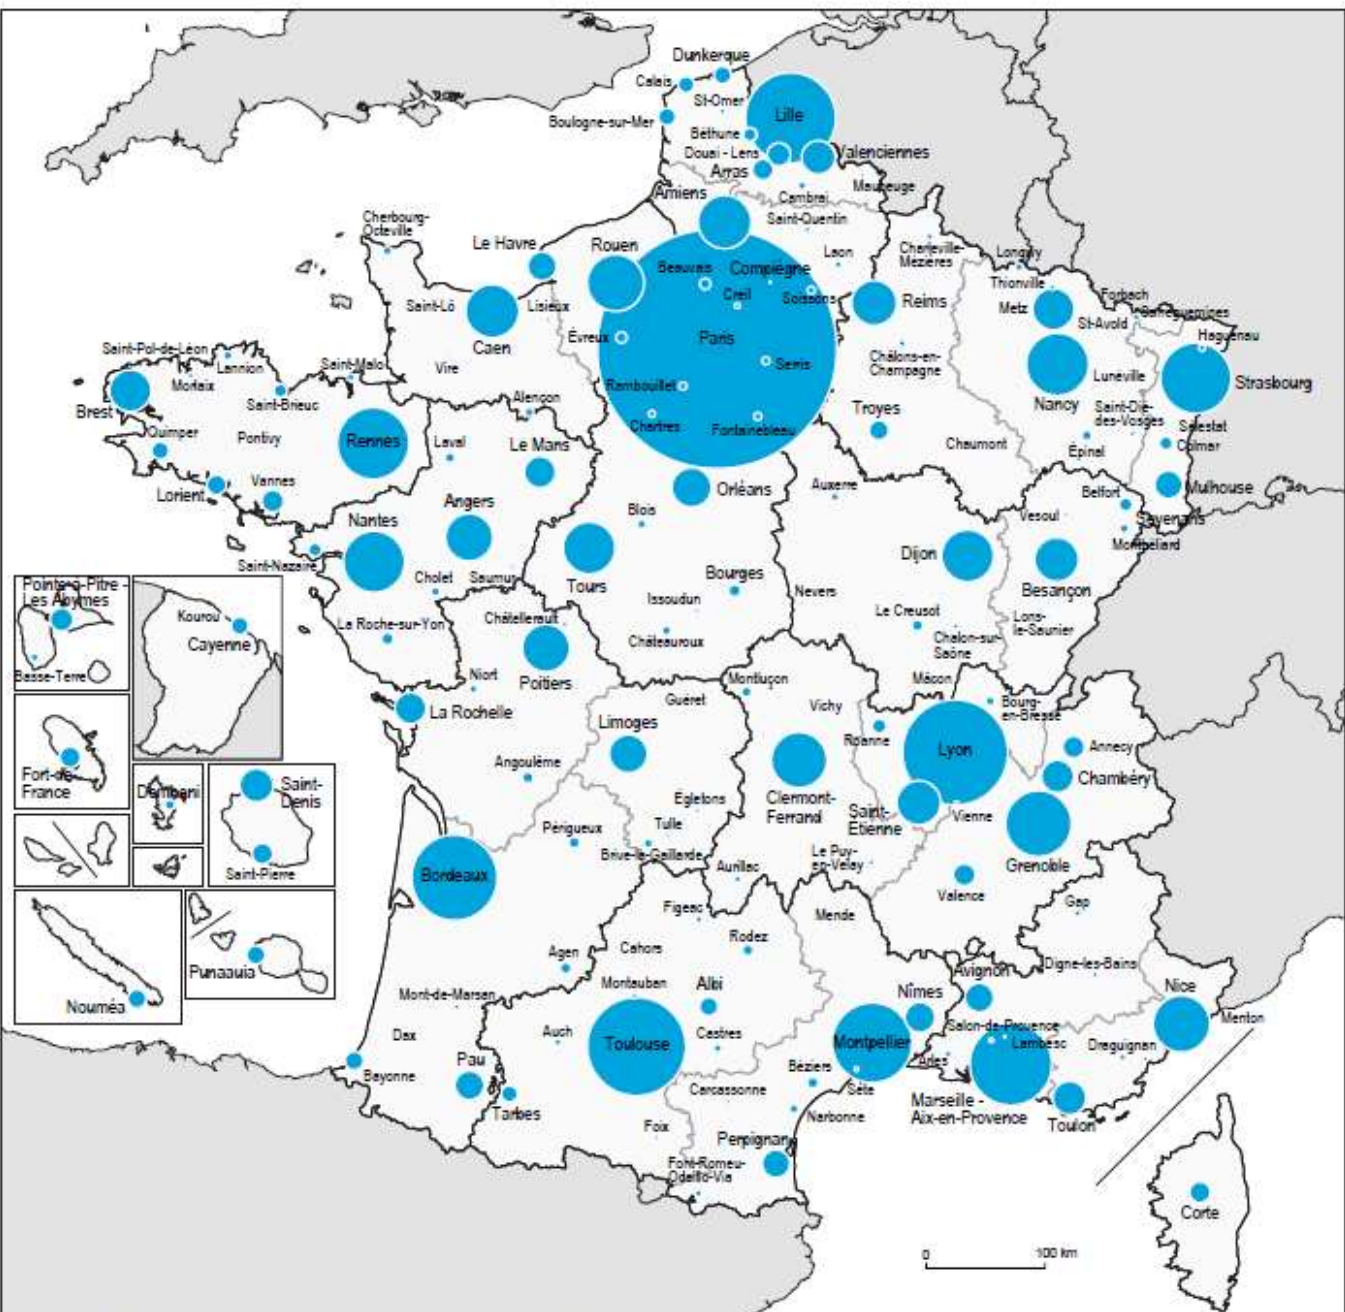 Dunkerque
Calais
St-Omer
Boulogne-sur-Mer
Lille
Béthune
Douai - Lens
Valenciennes
Arras
Maubeuge
Cambrai
Amiens
Saint-Quentin
Cherbourg-
Octeville
Le Havre
Rouen
Beauvais
Compiègne
Laon
Charleville-
Mézières
Longwy
Thionville
Creil
Soissons
Reims
Metz
Forbach
Sarreguemines
St-Avold
Haguenau
Saint-Lô
Lisieux
Caen
Évreux
Paris
Serris
Châlons-en-
Champagne
Saint-Pol-de-Léon
Lannion
Morlaix
Saint-Malo
Vire
Rambouillet
Lunéville
Strasbourg
Brest
Saint-Brieuc
Alençon
Chartres
Fontainebleau
Troyes
Nancy
Saint-Dié-
des-Vosges
Sélestat
Colmar
Quimper
Pontivy
Rennes
Laval
Le Mans
Chaumont
Épinal
Lorient
Vannes
Orléans
Auxerre
Belfort
Mulhouse
Nantes
Angers
Blois
Vesoul
Sévenans
Montbéliard
Saint-Nazaire
Cholet
Saumur
Tours
Bourges
Dijon
Besançon
Pointe-à-Pitre -
Les Abymes
Kourou
Cayenne
Basse-Terre
La Roche-sur-Yon
Châtellerault
Issoudun
Châteauroux
Nevers
Le Creusot
Chalon-sur-
Saône
Lons-
le-Saunier
Niort
Poitiers
Montluçon
Mâcon
La Rochelle
Guéret
Vichy
Bourg-
en-Bresse
Limoges
Roanne
Lyon
Annecy
Chambéry
Fort-de-
France
Dembéni
Saint-
Denis
Saint-Pierre
Angoulême
Égletons
Clermont-
Ferrand
Saint-
Etienne
Vienne
Périgueux
Tulle
Brive-la-Gaillarde
Aurillac
Le Puy-
en-Velay
Grenoble
Valence
Bordeaux
Figeac
Mende
Gap
Nouméa
Punaauia
Agen
Cahors
Rodez
Montauban
Albi
Digne-les-Bains
Avignon
Nice
Menton
Mont-de-Marsan
Dax
Auch
Toulouse
Castres
Nîmes
Montpellier
Salon-de-Provence
Lambesc
Arles
Draguignan
Bayonne
Pau
Tarbes
Béziers
Sète
Carcassonne
Narbonne
Marseille -
Aix-en-Provence
Toulon
Foix
Perpignan
Font-Romeu-
Odeillo-Via
Corte
0 100 km